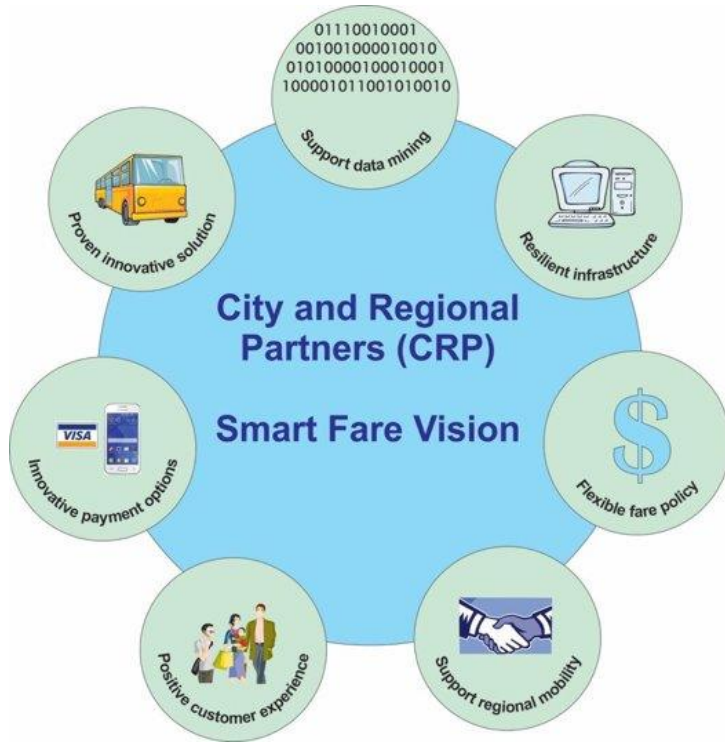 01110010001
001001000010010
01010000100010001
100001011001010010
Support data mining
Proven innovative solution
Resilient infrastructure
City and Regional
Partners (CRP)
Smart Fare Vision
VISA
Innovative payment options
$
Flexible fare policy
Positive customer experience
Support regional mobility